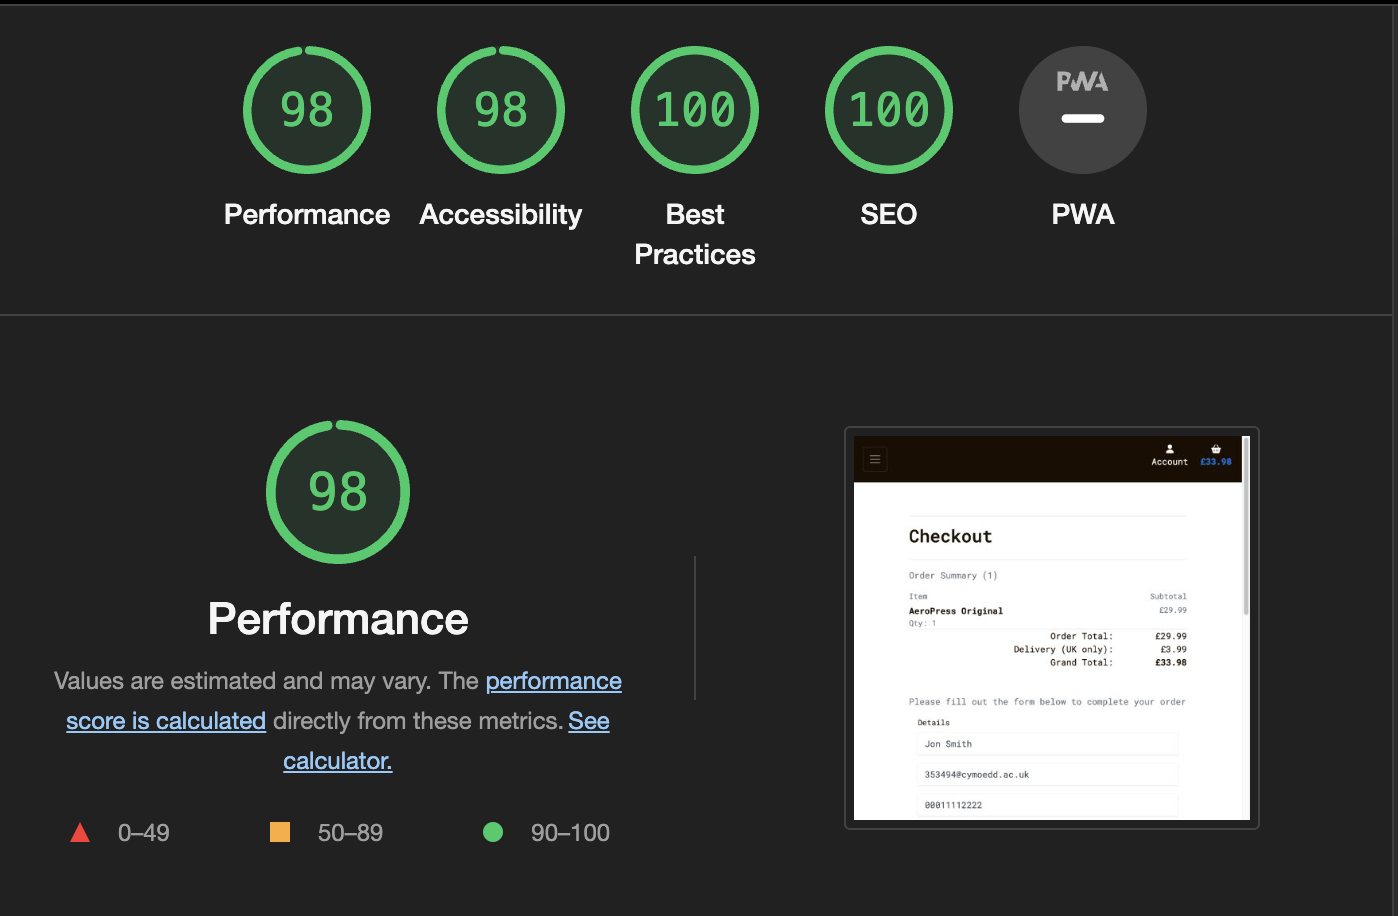 98
98
100
100
PWA
Performance
Accessibility
Best
Practices
SEO
PWA
98
Performance
Values are estimated and may vary. The performance
score is calculated directly from these metrics. See
calculator.
0–49
50–89
90–100
Account
£33.98
Checkout
Order Summary (1)
Item Subtotal
AeroPress Original £29.99
Qty: 1
Order Total: £29.99
Delivery (UK only): £3.99
Grand Total: £33.98
Please fill out the form below to complete your order
Details
Jon Smith
353494@cymoedd.ac.uk
00011112222